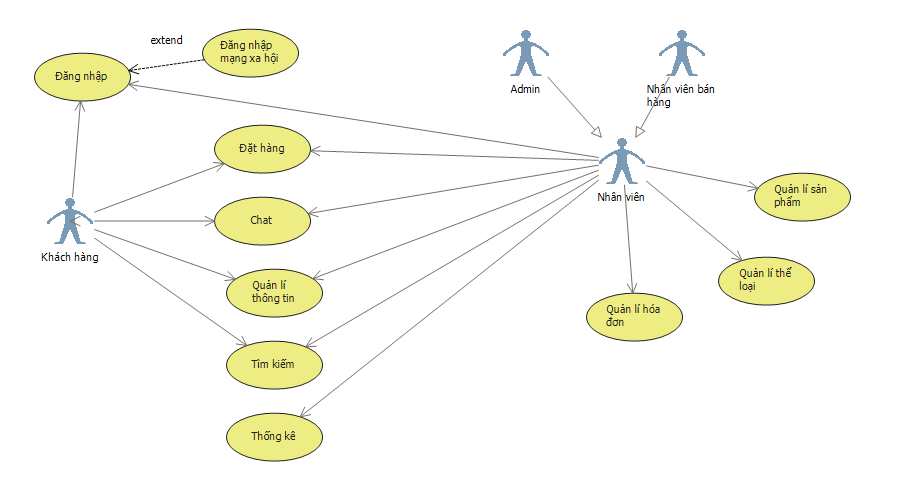 extend
Đăng nhập
mạng xa hội
Đăng nhập
Admin
Nhân viên bán
hàng
Đặt hàng
Quản lí sản
phẩm
Nhân viên
Chat
Khách hàng
Quản lí thể
loại
Quản lí
thông tin
Quản lí hóa
đơn
Tìm kiếm
Thống kê